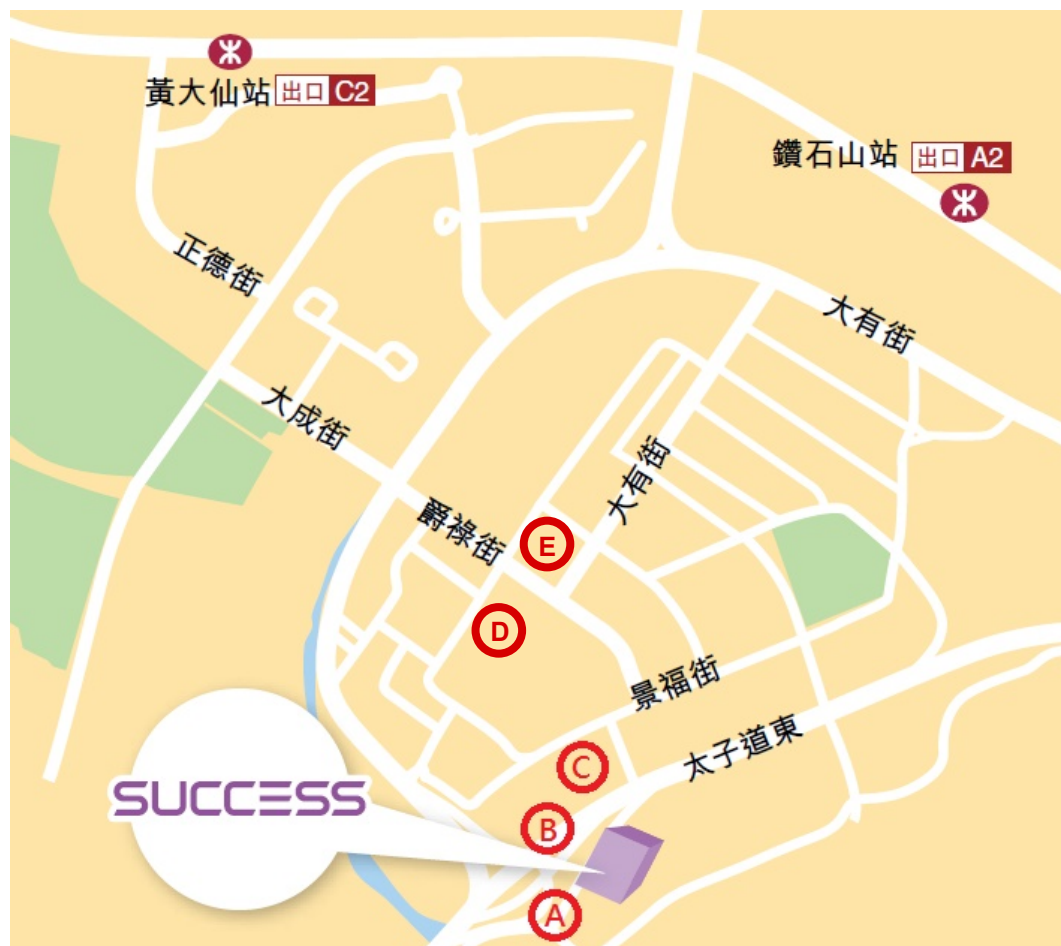 黃大仙站 出口 C2
鑽石山站 出口 A2
正德街
大有街
大成街
大有街
爵祿街
E
D
景福街
太子道東
C
SUCCESS
B
A